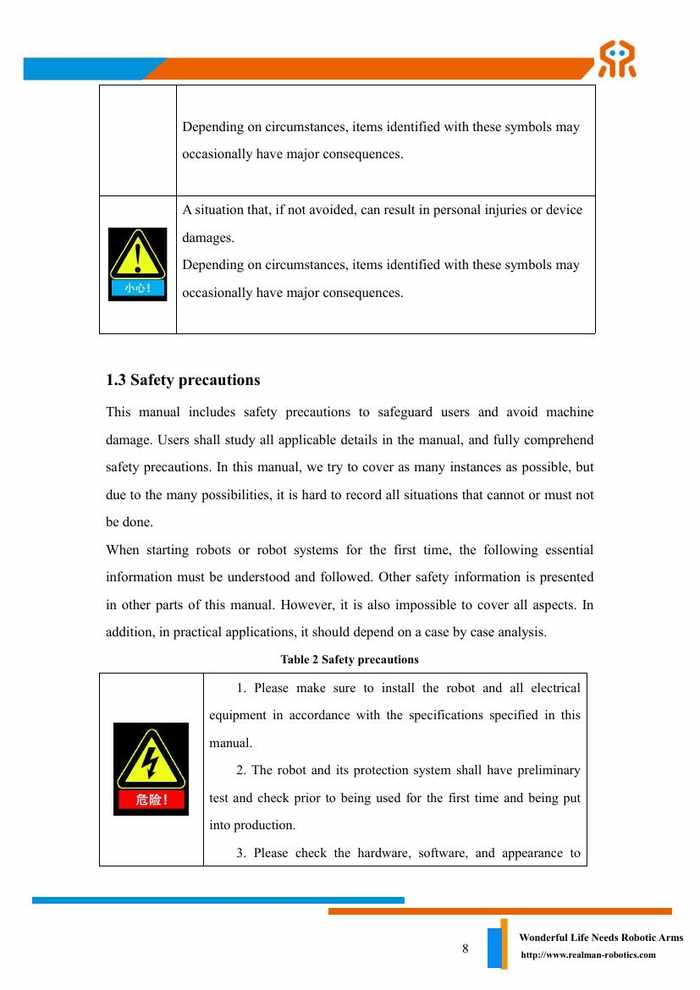 Depending on circumstances, items identified with these symbols may
occasionally have major consequences.
A situation that, if not avoided, can result in personal injuries or device
damages.
Depending on circumstances, items identified with these symbols may
occasionally have major consequences.
小心!
1.3 Safety precautions
This manual includes safety precautions to safeguard users and avoid machine
damage. Users shall study all applicable details in the manual, and fully comprehend
safety precautions. In this manual, we try to cover as many instances as possible, but
due to the many possibilities, it is hard to record all situations that cannot or must not
be done.
When starting robots or robot systems for the first time, the following essential
information must be understood and followed. Other safety information is presented
in other parts of this manual. However, it is also impossible to cover all aspects. In
addition, in practical applications, it should depend on a case by case analysis.
Table 2 Safety precautions
危险!
1. Please make sure to install the robot and all electrical
equipment in accordance with the specifications specified in this
manual.
2. The robot and its protection system shall have preliminary
test and check prior to being used for the first time and being put
into production.
3. Please check the hardware, software, and appearance to
8
Wonderful Life Needs Robotic Arms
http://www.realman-robotics.com